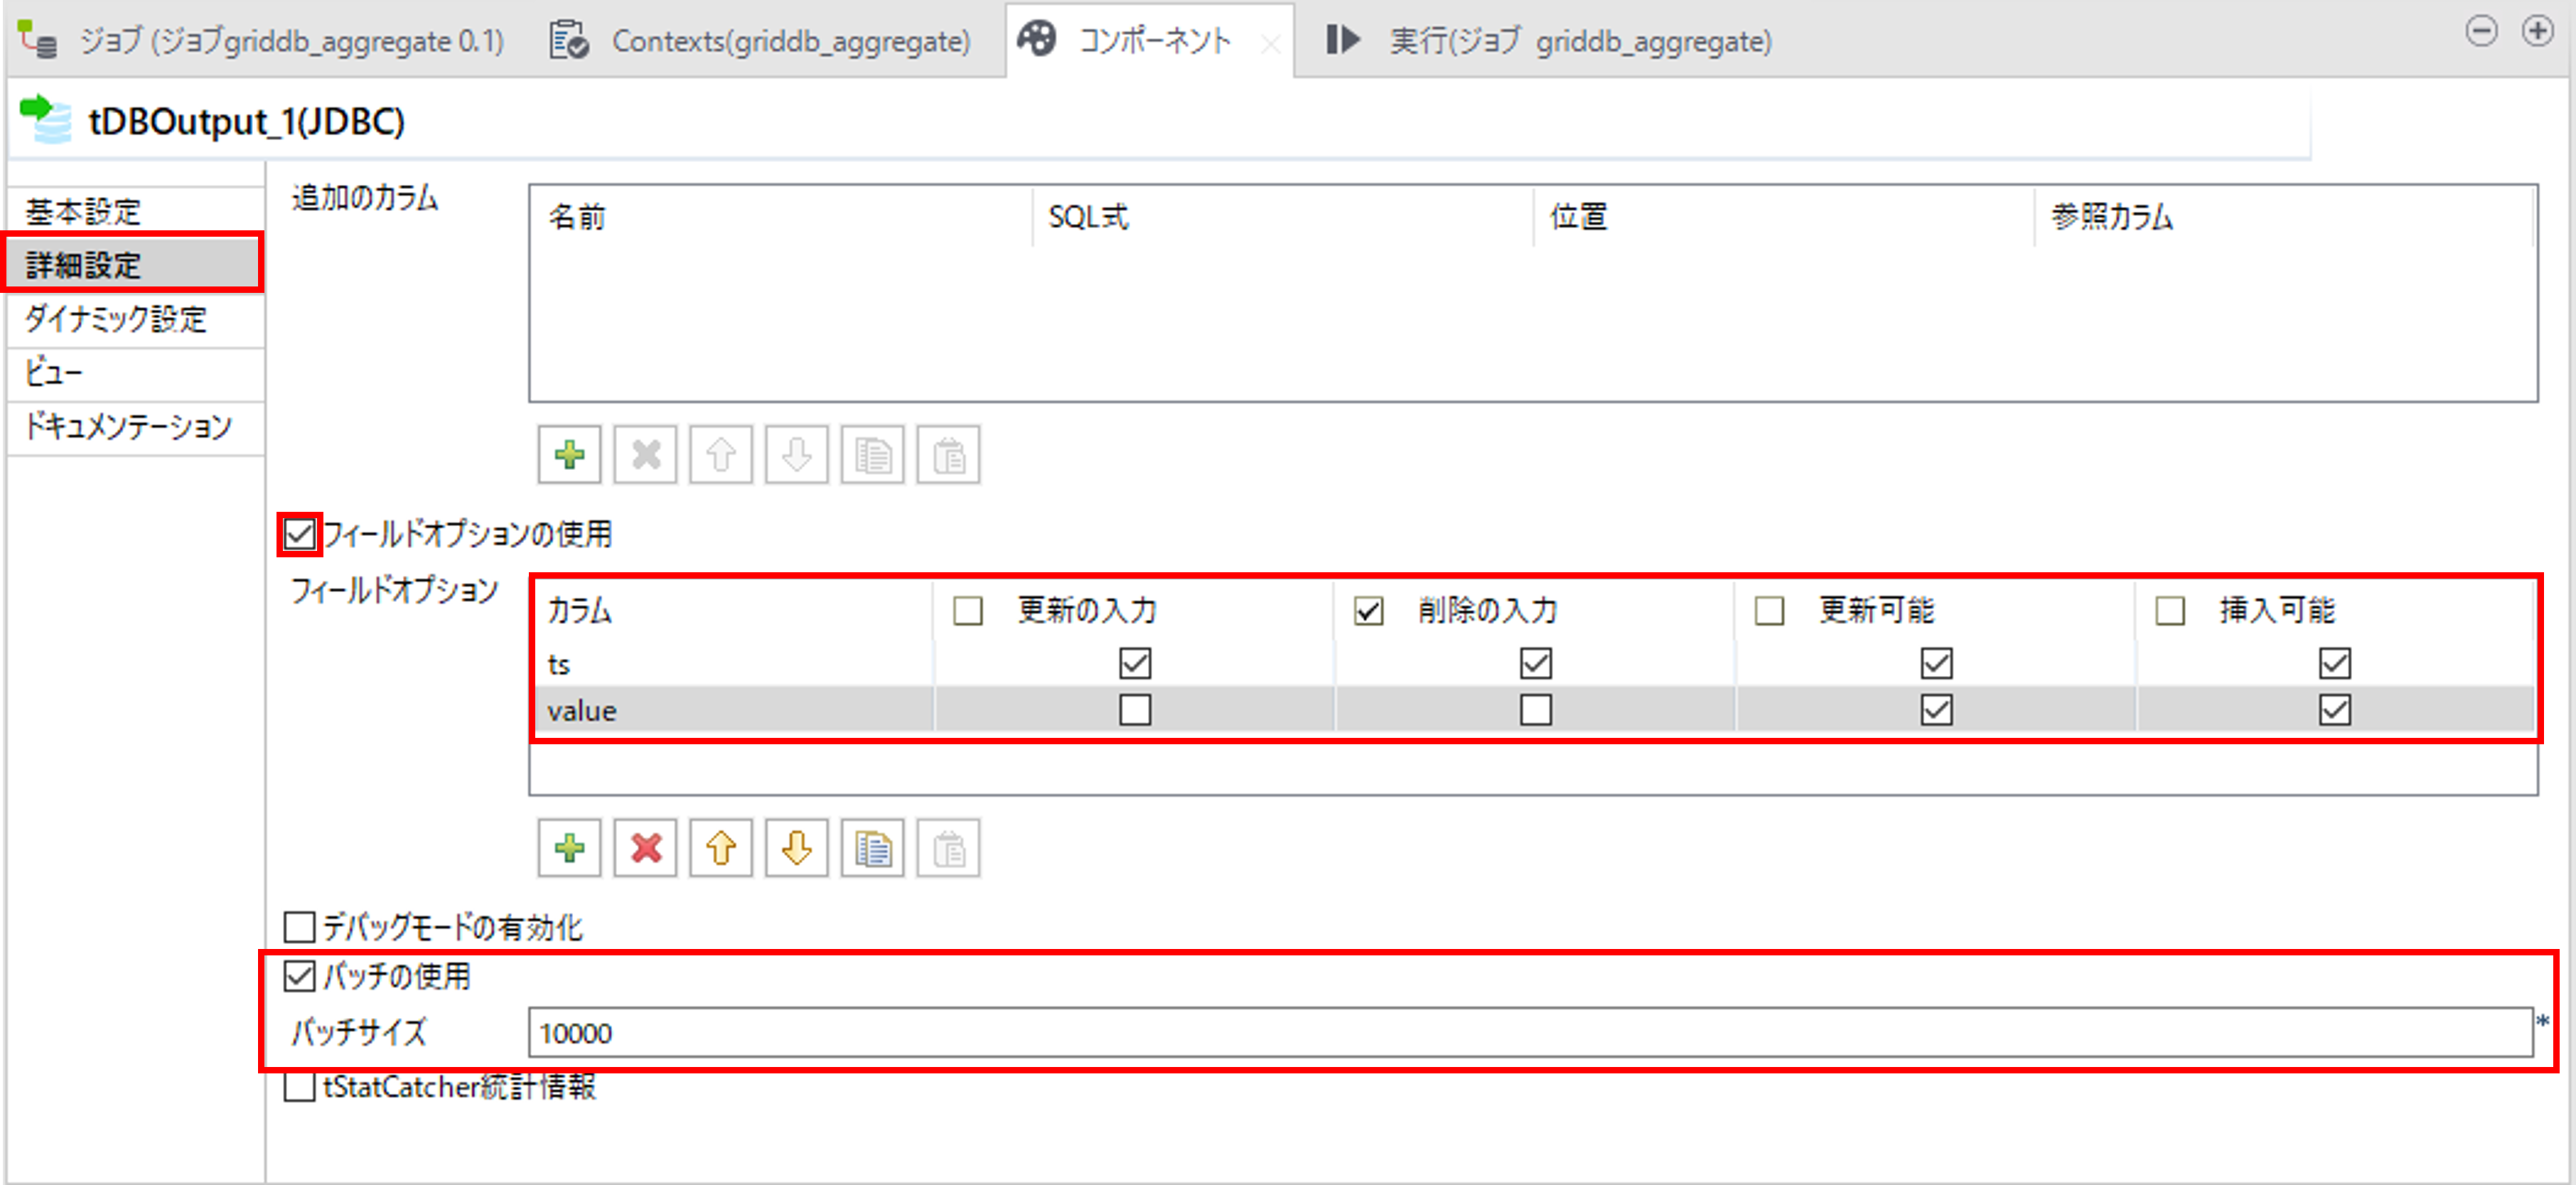 ジョブ (ジョブgriddb_aggregate 0.1)
Contexts(griddb_aggregate)
コンポーネント
実行(ジョブ griddb_aggregate)
tDBOutput_1(JDBC)
基本設定
詳細設定
ダイナミック設定
ビュー
ドキュメンテーション
追加のカラム
名前 SQL式 位置 参照カラム
フィールドオプションの使用
フィールドオプション
カラム 更新の入力 削除の入力 更新可能 挿入可能
ts
value
デバッグモードの有効化
バッチの使用
バッチサイズ 10000 *
tStatCatcher統計情報